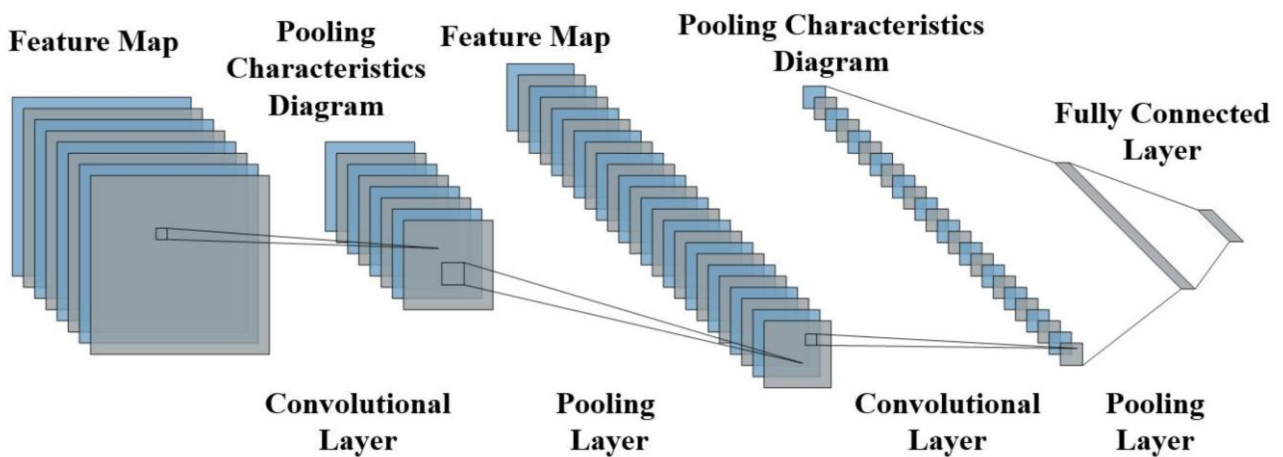 Feature Map
Pooling
Characteristics
Diagram
Feature Map
Pooling Characteristics
Diagram
Fully Connected
Layer
Convolutional
Layer
Pooling
Layer
Convolutional
Layer
Pooling
Layer